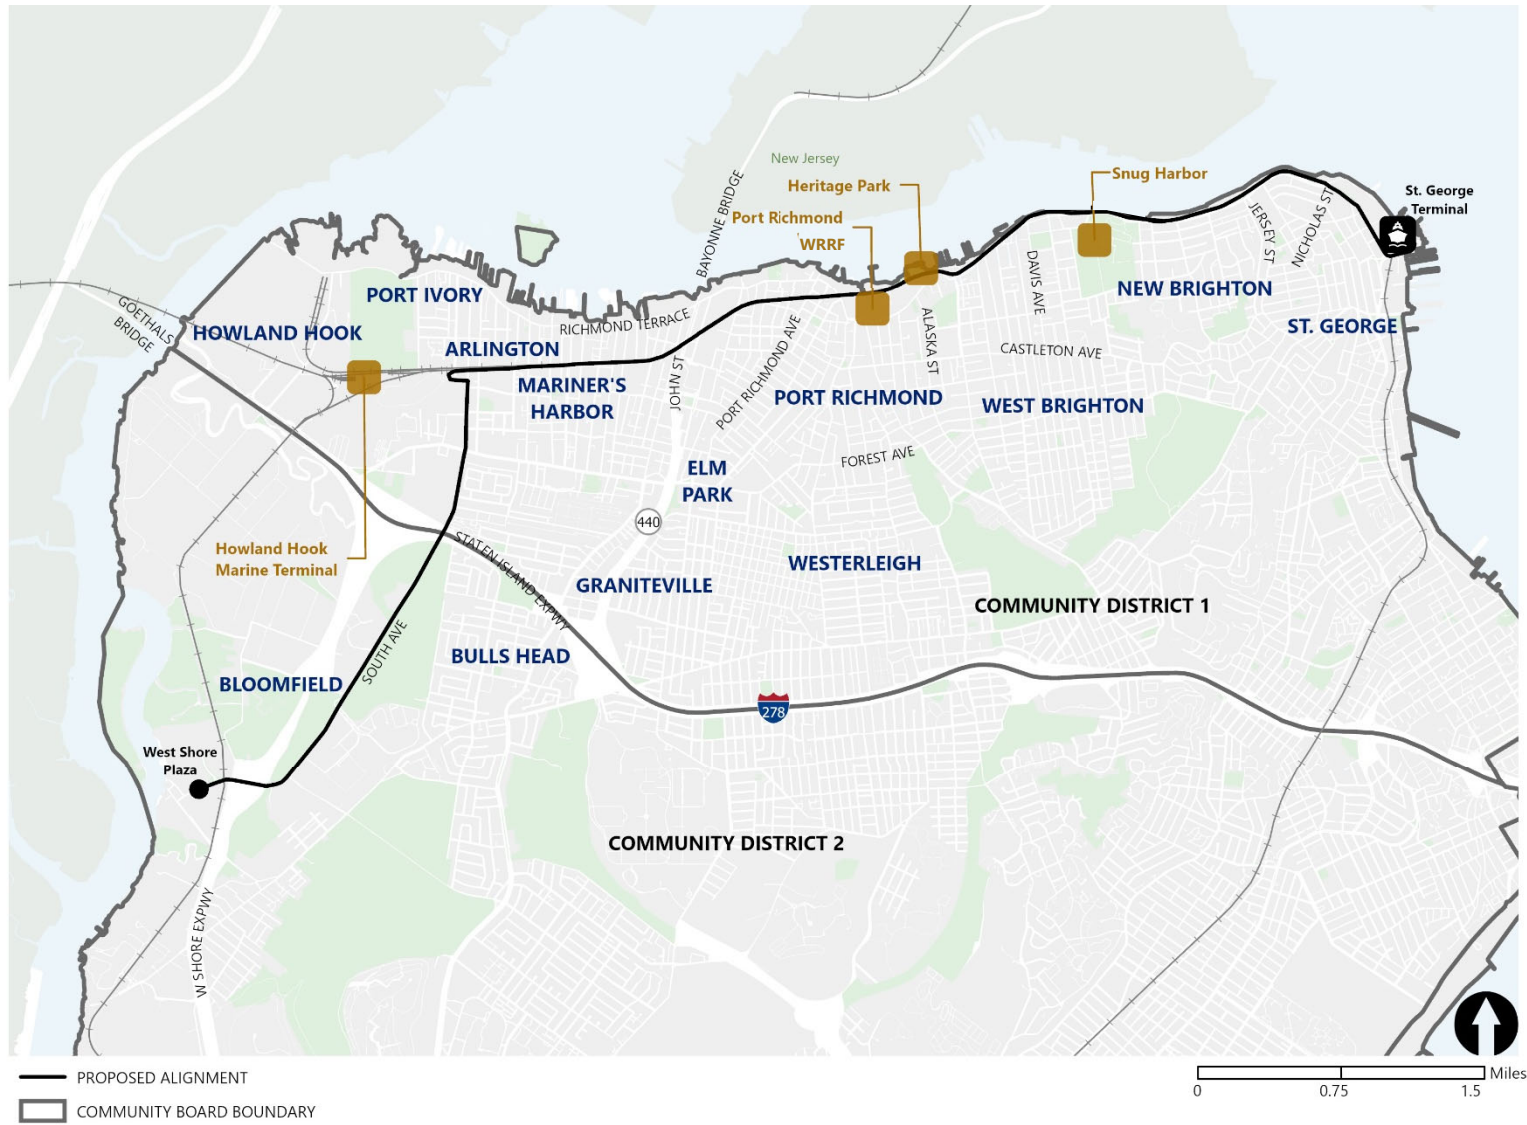 New Jersey
Heritage Park
Snug Harbor
St. George
Terminal
Port Richmond
WRRF
BAYONNE BRIDGE
JERSEY ST
NICHOLAS ST
PORT IVORY
HOWLAND HOOK
GOETHALS
BRIDGE
RICHMOND TERRACE
ARLINGTON
MARINER'S
HARBOR
JOHN ST
PORT RICHMOND AVE
ALASKA ST
DAVIS AVE
CASTLETON AVE
NEW BRIGHTON
ST. GEORGE
PORT RICHMOND
WEST BRIGHTON
FOREST AVE
ELM
PARK
440
Howland Hook
Marine Terminal
STATEN ISLAND EXPWY
GRANITEVILLE
WESTERLEIGH
COMMUNITY DISTRICT 1
BULLS HEAD
SOUTH AVE
BLOOMFIELD
278
West Shore
Plaza
COMMUNITY DISTRICT 2
W SHORE EXPWY
PROPOSED ALIGNMENT
COMMUNITY BOARD BOUNDARY
Miles
0 0.75 1.5